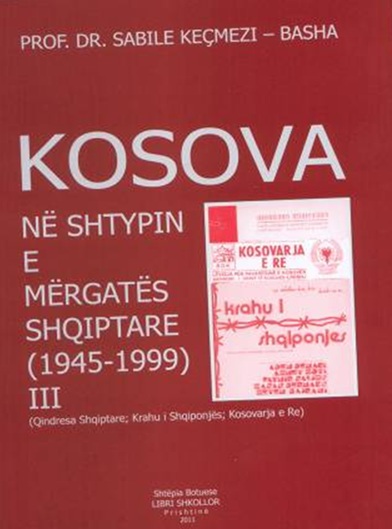 PROF. DR. SABILE KEÇMEZI – BASHA
KOSOVA
NË SHTYPIN
E
MËRGATËS
SHQIPTARE
(1945-1999)
III
(Qindresa Shqiptare; Krahu i Shqiponjës; Kosovarja e Re)
KOSOVARJA
E RE
krahu i
shqiponjes
Shtëpia Botuese
LIBRI SHKOLLOR
Prishtinë
2011